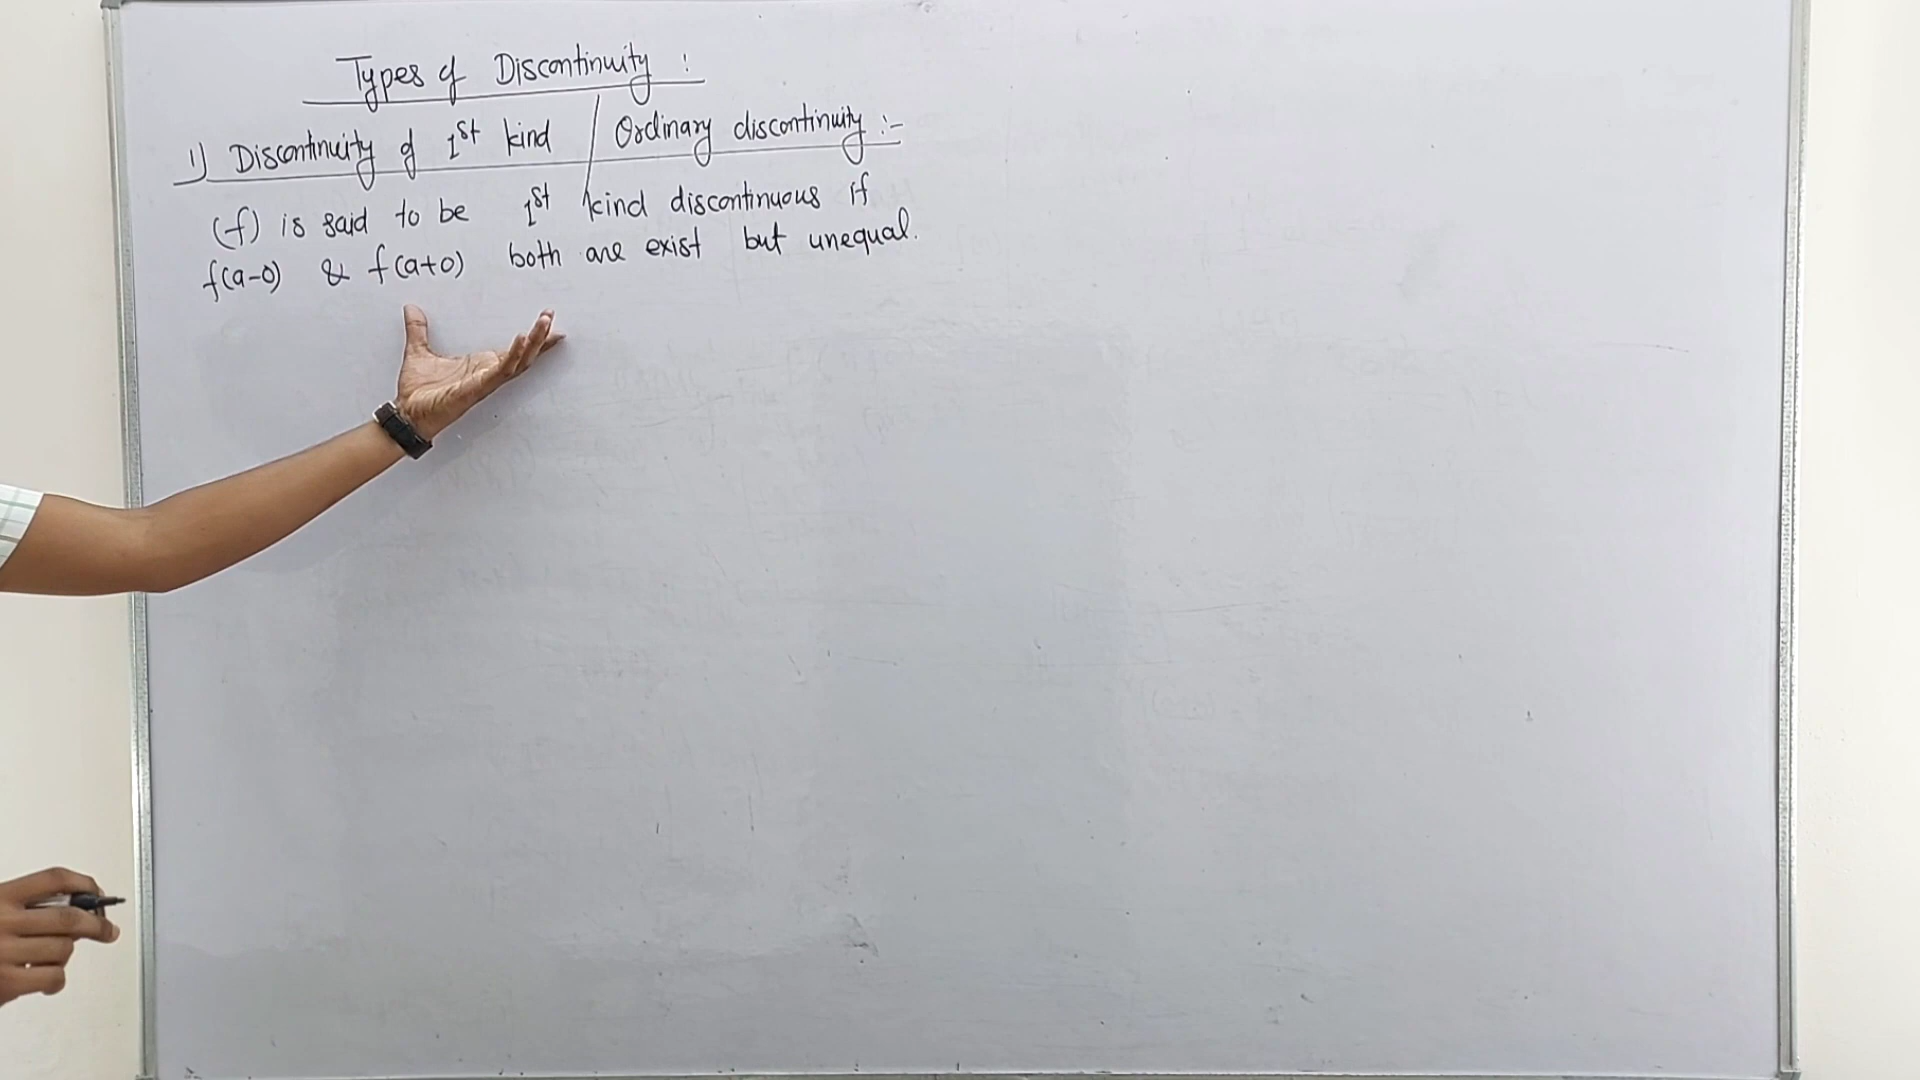 Types of Discontinuity :
1) Discontinuity of 1st kind / Ordinary discontinuity :-
(f) is said to be 1st kind discontinuous if
f(a-0) & f(a+0) both are exist but unequal.